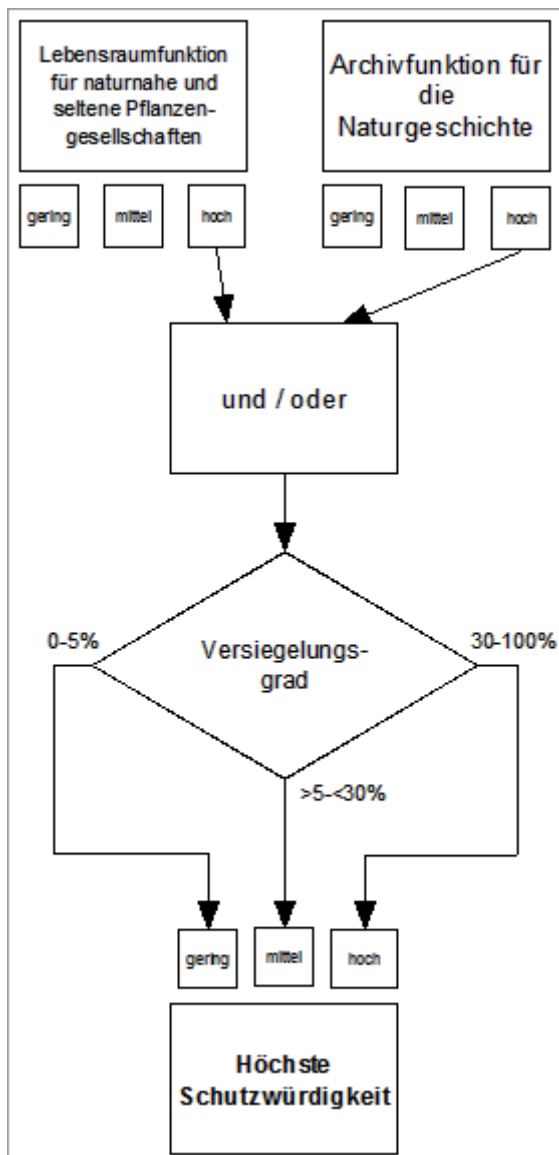 Lebensraumfunktion
für naturnahe und
seltene Pflanzen-
gesellschaften
Archivfunktion für
die
Naturgeschichte
gering
mittel
hoch
gering
mittel
hoch
und / oder
0-5%
Versiegelungs-
grad
30-100%
>5-<30%
gering
mittel
hoch
Höchste
Schutzwürdigkeit